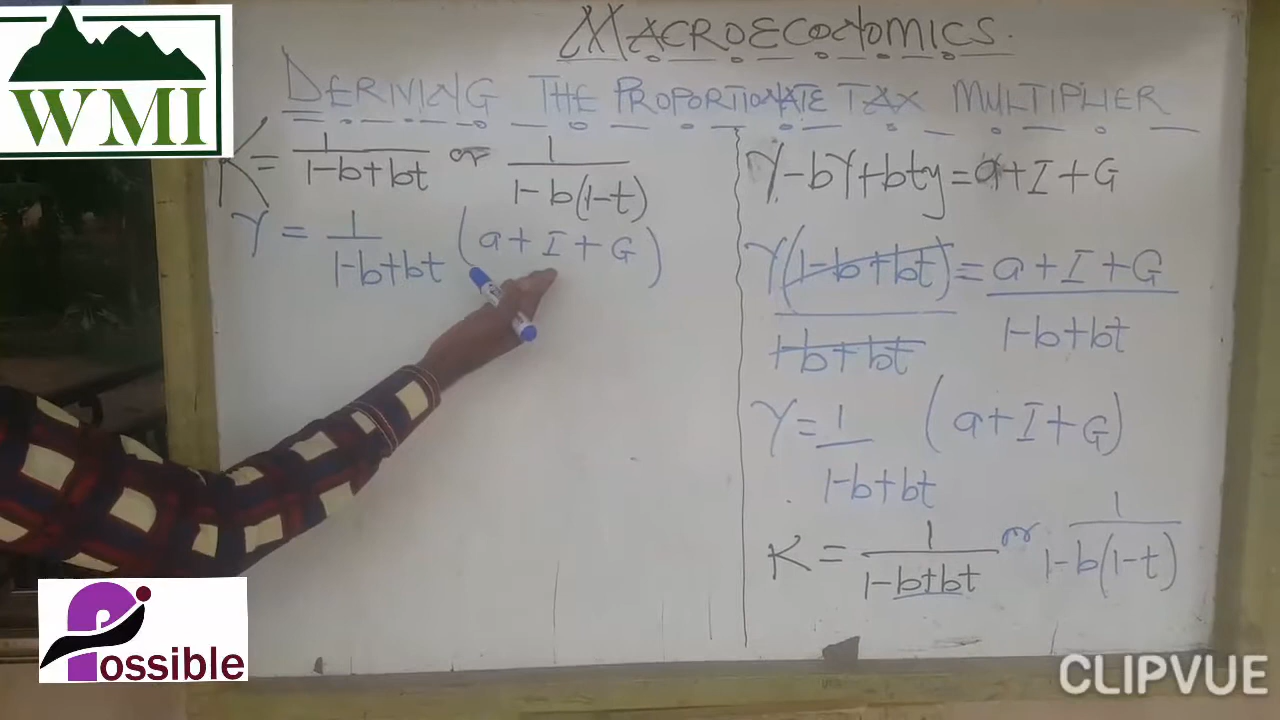 WMI
MACROECONOMICS.
DERIVING THE PROPORTIONATE TAX MULTIPLIER
K = 1/(1-b+bt) or 1/(1-b(1-t))
Y = 1/(1-b+bt) (a+I+G)
Y-bY+bty=a+I+G
Y(1-b+bt)/(1-b+bt) = (a+I+G)/(1-b+bt)
Y = 1/(1-b+bt) (a+I+G)
K = 1/(1-b+bt) or 1/(1-b(1-t))
Possible
CLIPVUE